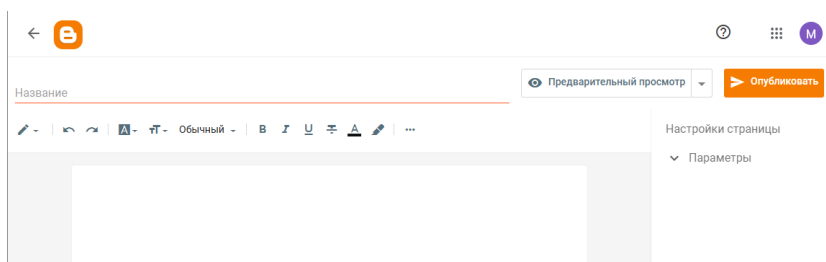 M
Название
Предварительный просмотр
Опубликовать
Обычный
B I U A
Настройки страницы
Параметры